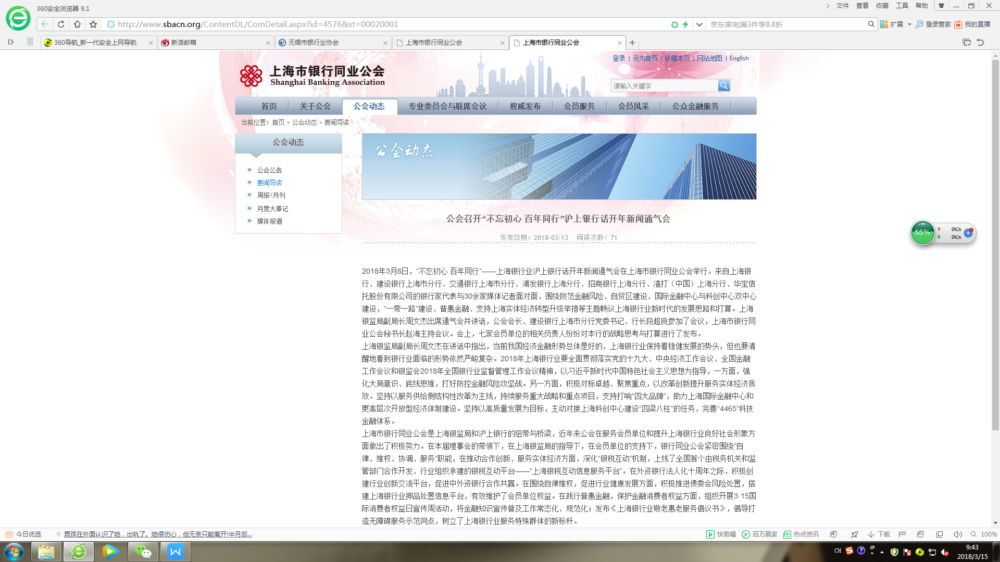 360安全浏览器 9.1
文件 查看 收藏 工具 帮助
http://www.sbacn.org/ContentDL/ComDetail.aspx?id=4576&st=00020001
京东家电满3件享8.8折
扩展 登录管家 我的直播
360导航_新一代安全上网导航
新浪邮箱
无锡市银行业协会
上海市银行同业公会
上海市银行同业公会
登录 | 设为首页 | 收藏本页 | 网站地图 | English
上海市银行同业公会
Shanghai Banking Association
请输入关键字
首页 关于公会 公会动态 专业委员会与联席会议 权威发布 会员服务 会员风采 公众金融服务
当前位置：首页 > 公会动态 > 要闻导读
公会动态
公会公告
要闻导读
周报/月刊
月度大事记
媒体报道
公会动态
公会召开“不忘初心 百年同行”沪上银行话开年新闻通气会
发布日期：2018-03-13 阅读次数：71
2018年3月8日，“不忘初心 百年同行”——上海银行业沪上银行话开年新闻通气会在上海市银行同业公会举行。来自上海银
行、建设银行上海市分行、交通银行上海市分行、浦发银行上海分行、招商银行上海分行、渣打（中国）上海分行、华宝信
托股份有限公司的银行家代表与30余家媒体记者面对面，围绕防范金融风险、自贸区建设、国际金融中心与科创中心双中心
建设，“一带一路”建设、普惠金融、支持上海实体经济转型升级举措等主题畅议上海银行业新时代的发展思路和打算。上海
银监局副局长周文杰出席通气会并讲话，公会会长、建设银行上海市分行党委书记、行长段超良参加了会议，上海市银行同
业公会秘书长赵海主持会议。会上，七家会员单位的相关负责人纷纷对本行的战略思考与打算进行了发布。
上海银监局副局长周文杰在讲话中指出，当前我国经济金融形势总体是好的，上海银行业保持着稳健发展的势头，但也要清
醒地看到银行业面临的形势依然严峻复杂。2018年上海银行业要全面贯彻落实党的十九大、中央经济工作会议、全国金融
工作会议和银监会2018年全国银行业监督管理工作会议精神，以习近平新时代中国特色社会主义思想为指导，一方面，强
化大局意识、底线思维，打好防控金融风险攻坚战。另一方面，积极对标卓越、聚焦重点，以改革创新提升服务实体经济质
效。坚持以服务供给侧结构性改革为主线，持续服务重大战略和重点项目，支持打响“四大品牌”，助力上海国际金融中心和
更高层次开放型经济体制建设。坚持以高质量发展为目标，主动对接上海科创中心建设“四梁八柱”的任务，完善“4465”科技
金融体系。
上海市银行同业公会是上海银监局和沪上银行的纽带与桥梁，近年来公会在服务会员单位和提升上海银行业良好社会形象方
面做出了积极努力。在本届理事会的带领下，在上海银监局的指导下，在会员单位的支持下，银行同业公会紧密围绕“自
律、维权、协调、服务”职能，在推动合作创新、服务实体经济方面，深化“银税互动”机制，上线了全国首个由税务机关和监
管部门合作开发、行业组织承建的银税互动平台——“上海银税互动信息服务平台”。在外资银行法人化十周年之际，积极创
建行业创新交流平台，促进中外资银行合作共赢。在围绕自律维权，促进行业健康发展方面，积极推进债委会风险处置，搭
建上海银行业押品处置信息平台，有效维护了会员单位权益。在践行普惠金融，保护金融消费者权益方面，组织开展3·15国
际消费者权益日宣传周活动，将金融知识宣传普及工作常态化、规范化；发布《上海银行业敬老惠老服务倡议书》，倡导打
造无障碍服务示范网点，树立了上海银行业服务特殊群体的新标杆。
55%
0K/s
0K/s
今日优选
男孩在外面认识了她，出轨了。她很伤心，但无奈只能离开!半月后...
快剪辑 百万赢家 热点资讯 下载 100%
CH
9:43
2018/3/15